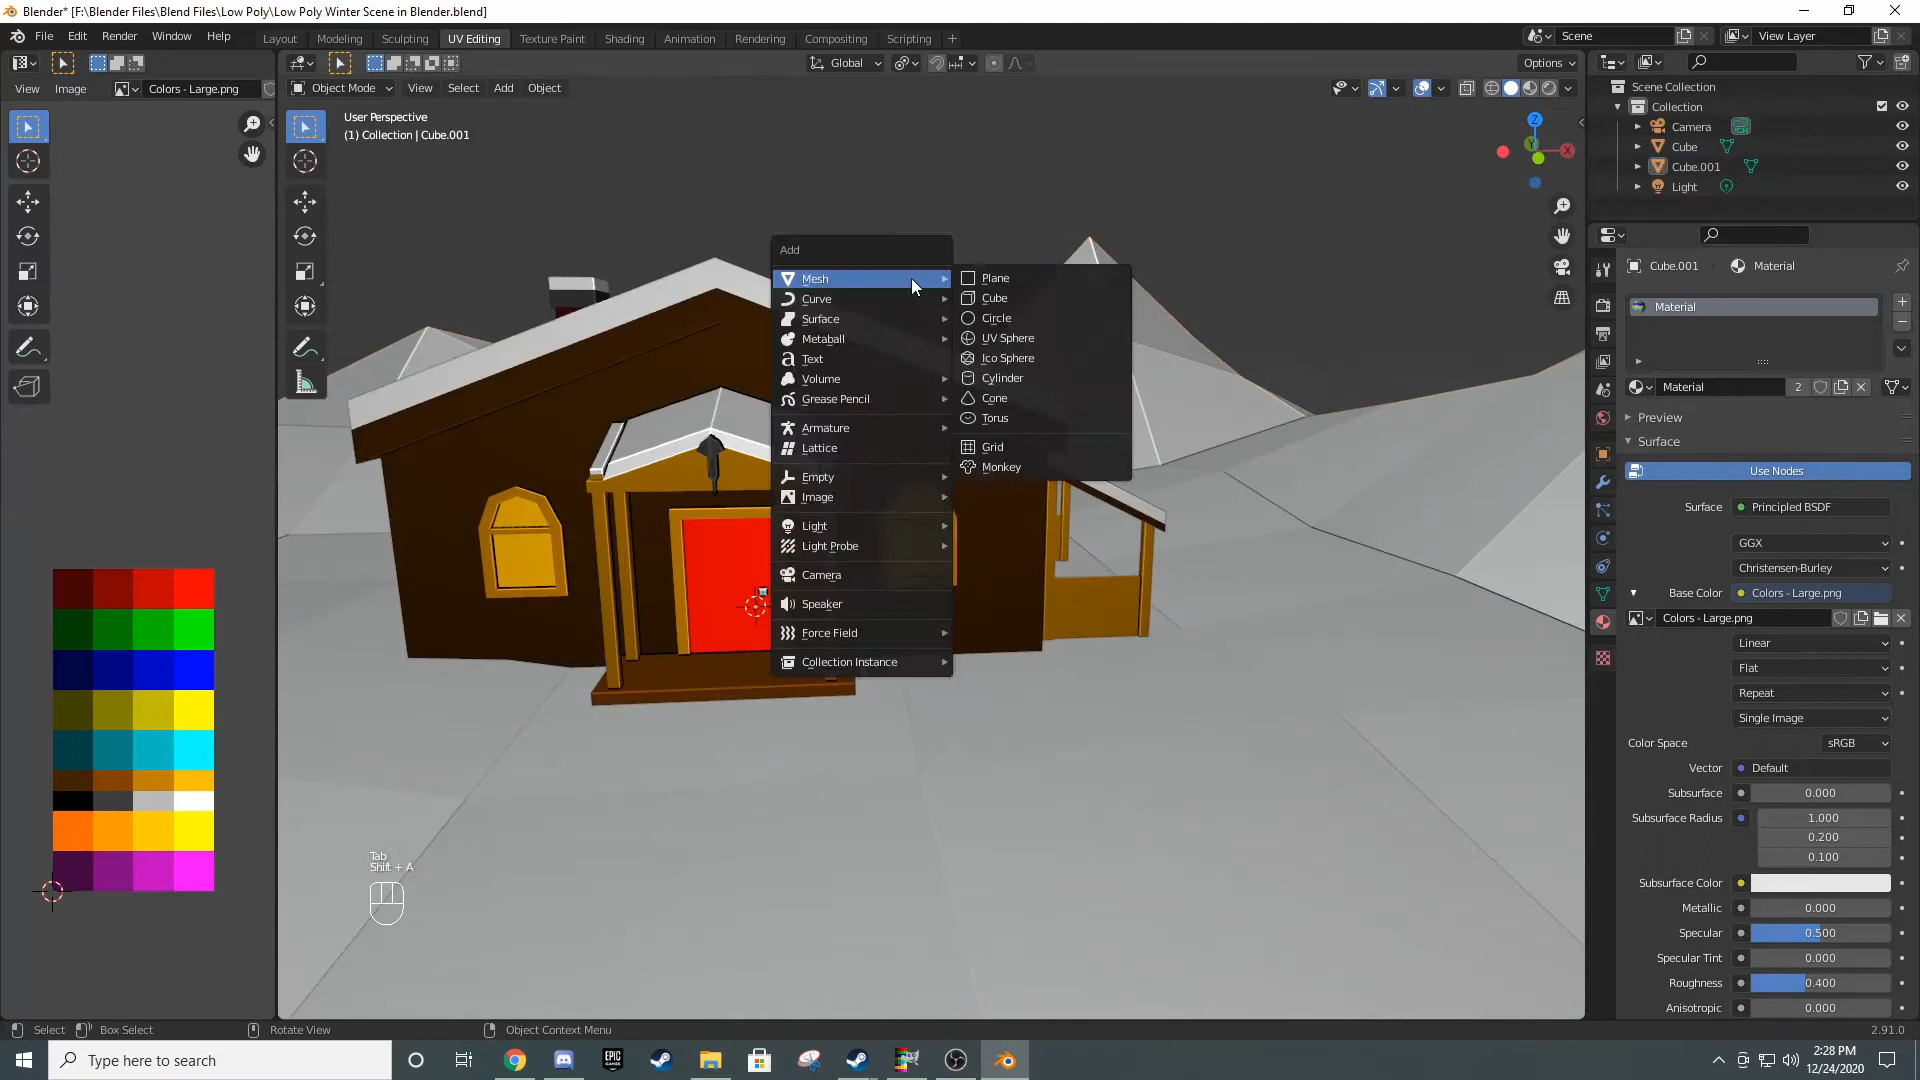 Blender* [F:\Blender Files\Blend Files\Low Poly\Low Poly Winter Scene in Blender.blend]
File Edit Render Window Help
Layout Modeling Sculpting UV Editing Texture Paint Shading Animation Rendering Compositing Scripting +
Scene
View Layer
Global
Options
View Image
Colors - Large.png
Object Mode
View Select Add Object
User Perspective
(1) Collection | Cube.001
Z
Y
X
Add
Mesh
Curve
Surface
Metaball
Text
Volume
Grease Pencil
Armature
Lattice
Empty
Image
Light
Light Probe
Camera
Speaker
Force Field
Collection Instance
Plane
Cube
Circle
UV Sphere
Ico Sphere
Cylinder
Cone
Torus
Grid
Monkey
Tab
Shift + A
Scene Collection
Collection
Camera
Cube
Cube.001
Light
Cube.001
Material
Material
Material
2
Preview
Surface
Use Nodes
Surface Principled BSDF
GGX
Christensen-Burley
Base Color Colors - Large.png
Colors - Large.png
Linear
Flat
Repeat
Single Image
Color Space sRGB
Vector Default
Subsurface 0.000
Subsurface Radius 1.000
0.200
0.100
Subsurface Color
Metallic 0.000
Specular 0.500
Specular Tint 0.000
Roughness 0.400
Anisotropic 0.000
Select
Box Select
Rotate View
Object Context Menu
2.91.0
Type here to search
EPIC GAMES
2:28 PM
12/24/2020